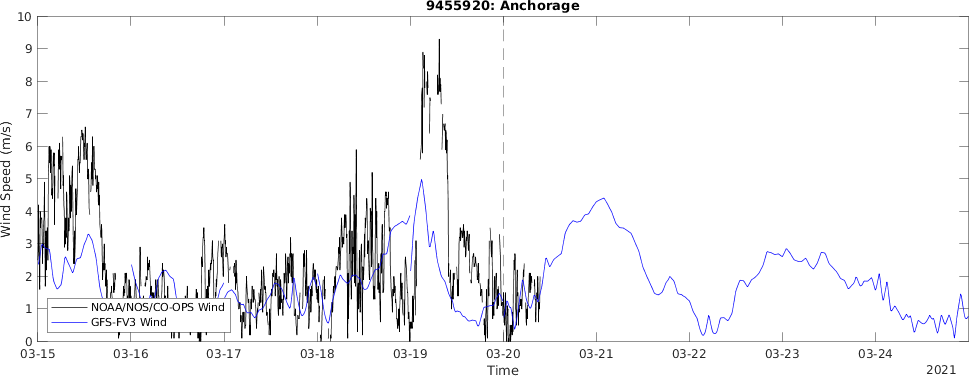 9455920: Anchorage
10
9
8
7
6
5
4
3
2
1
0
Wind Speed (m/s)
NOAA/NOS/CO-OPS Wind
GFS-FV3 Wind
03-15 03-16 03-17 03-18 03-19 03-20 03-21 03-22 03-23 03-24
Time
2021